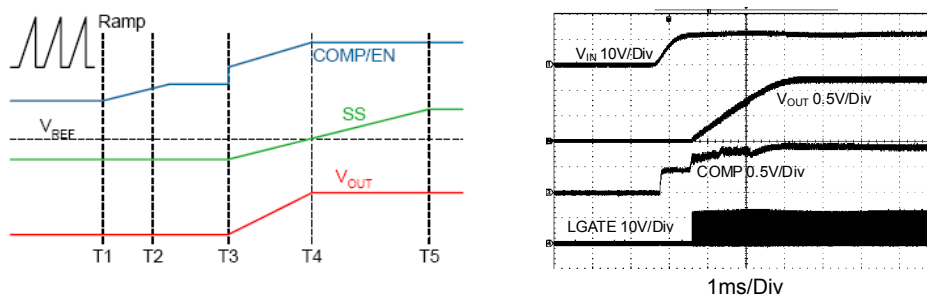 Ramp
COMP/EN
VREF
SS
VOUT
T1 T2 T3 T4 T5
VIN 10V/Div
VOUT 0.5V/Div
COMP 0.5V/Div
LGATE 10V/Div
1ms/Div